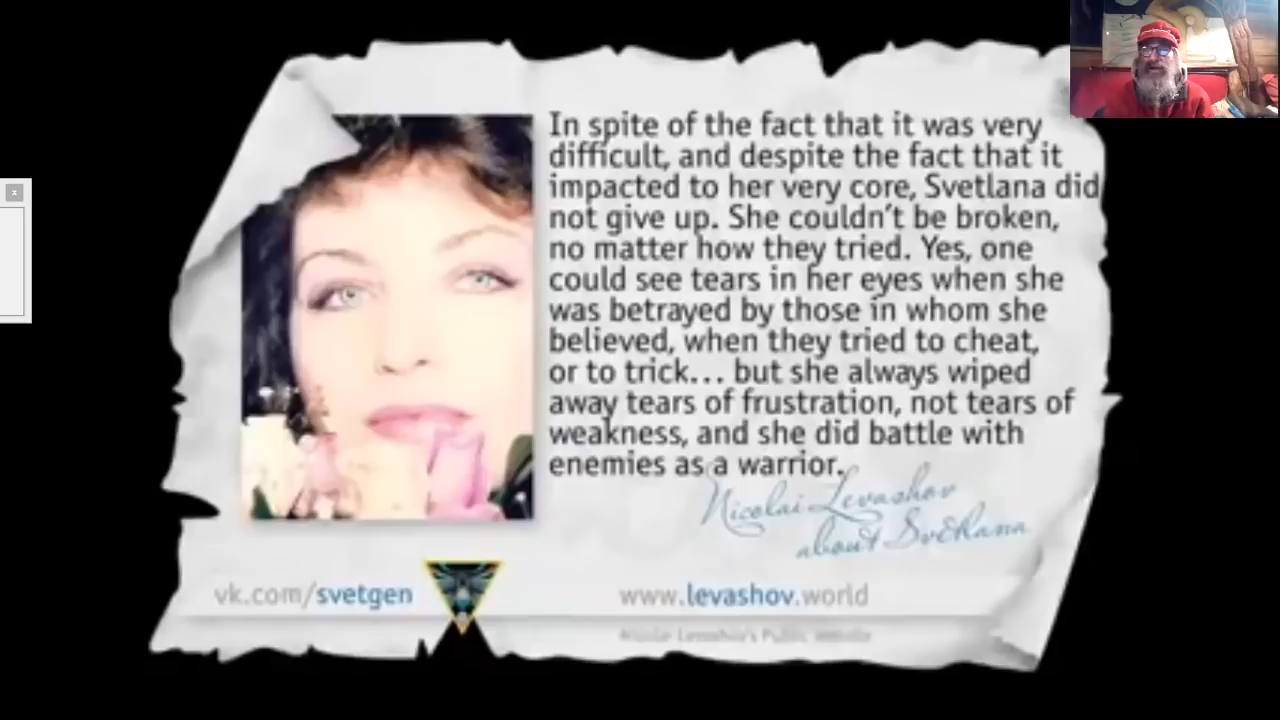 In spite of the fact that it was very
difficult, and despite the fact that it
impacted to her very core, Svetlana did
not give up. She couldn't be broken,
no matter how they tried. Yes, one
could see tears in her eyes when she
was betrayed by those in whom she
believed, when they tried to cheat,
or to trick... but she always wiped
away tears of frustration, not tears of
weakness, and she did battle with
enemies as a warrior.
Nicolai Levashov
about Svetlana
vk.com/svetgen
www.levashov.world
Nicolai Levashov's Public Website
x